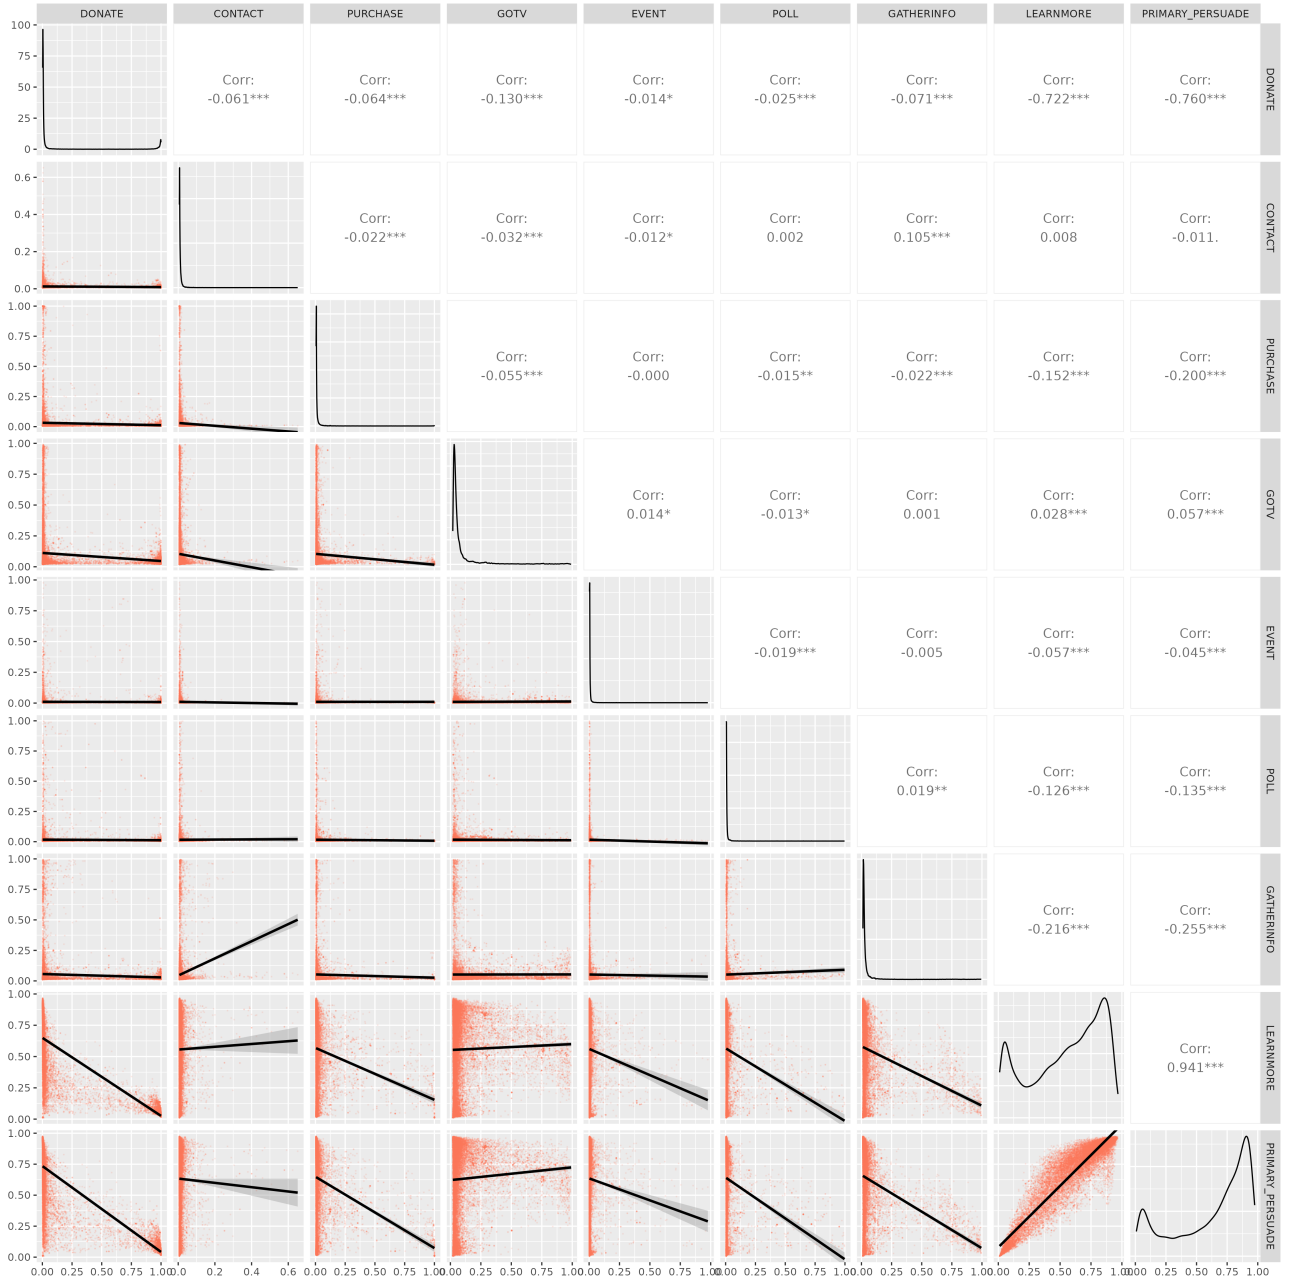 DONATE CONTACT PURCHASE GOTV EVENT POLL GATHERINFO LEARNMORE PRIMARY_PERSUADE
100
75
50
25
0
Corr: Corr: Corr: Corr: Corr: Corr: Corr: Corr:
-0.061*** -0.064*** -0.130*** -0.014* -0.025*** -0.071*** -0.722*** -0.760***
DONATE
0.6
0.4
0.2
0.0
Corr: Corr: Corr: Corr: Corr: Corr: Corr:
-0.022*** -0.032*** -0.012* 0.002 0.105*** 0.008 -0.011.
CONTACT
1.00
0.75
0.50
0.25
0.00
Corr: Corr: Corr: Corr: Corr: Corr:
-0.055*** -0.000 -0.015** -0.022*** -0.152*** -0.200***
PURCHASE
1.00
0.75
0.50
0.25
0.00
Corr: Corr: Corr: Corr: Corr:
0.014* -0.013* 0.001 0.028*** 0.057***
GOTV
1.00
0.75
0.50
0.25
0.00
Corr: Corr: Corr: Corr:
-0.019*** -0.005 -0.057*** -0.045***
EVENT
1.00
0.75
0.50
0.25
0.00
Corr: Corr: Corr:
0.019** -0.126*** -0.135***
POLL
1.00
0.75
0.50
0.25
0.00
Corr: Corr:
-0.216*** -0.255***
GATHERINFO
1.00
0.75
0.50
0.25
0.00
Corr:
0.941***
LEARNMORE
1.00
0.75
0.50
0.25
0.00
PRIMARY_PERSUADE
0.00 0.25 0.50 0.75 1.00 0.0 0.2 0.4 0.6 0.00 0.25 0.50 0.75 1.00 0.00 0.25 0.50 0.75 1.00 0.00 0.25 0.50 0.75 1.00 0.00 0.25 0.50 0.75 1.00 0.00 0.25 0.50 0.75 1.00 0.00 0.25 0.50 0.75 1.00 0.00 0.25 0.50 0.75 1.00